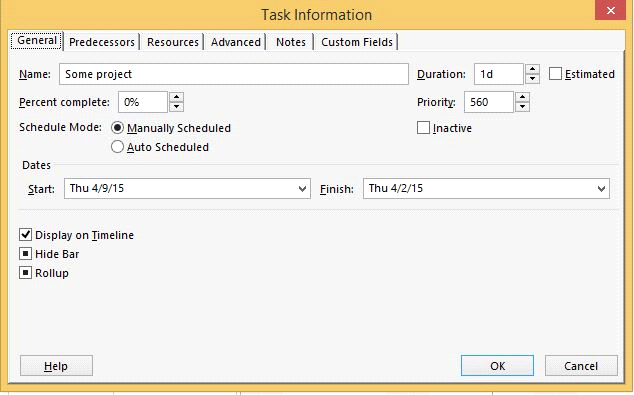 Task Information
General Predecessors Resources Advanced Notes Custom Fields
Name: Some project Duration: 1d Estimated
Percent complete: 0% Priority: 560
Schedule Mode: Manually Scheduled Inactive
Auto Scheduled
Dates
Start: Thu 4/9/15 Finish: Thu 4/2/15
Display on Timeline
Hide Bar
Rollup
Help OK Cancel